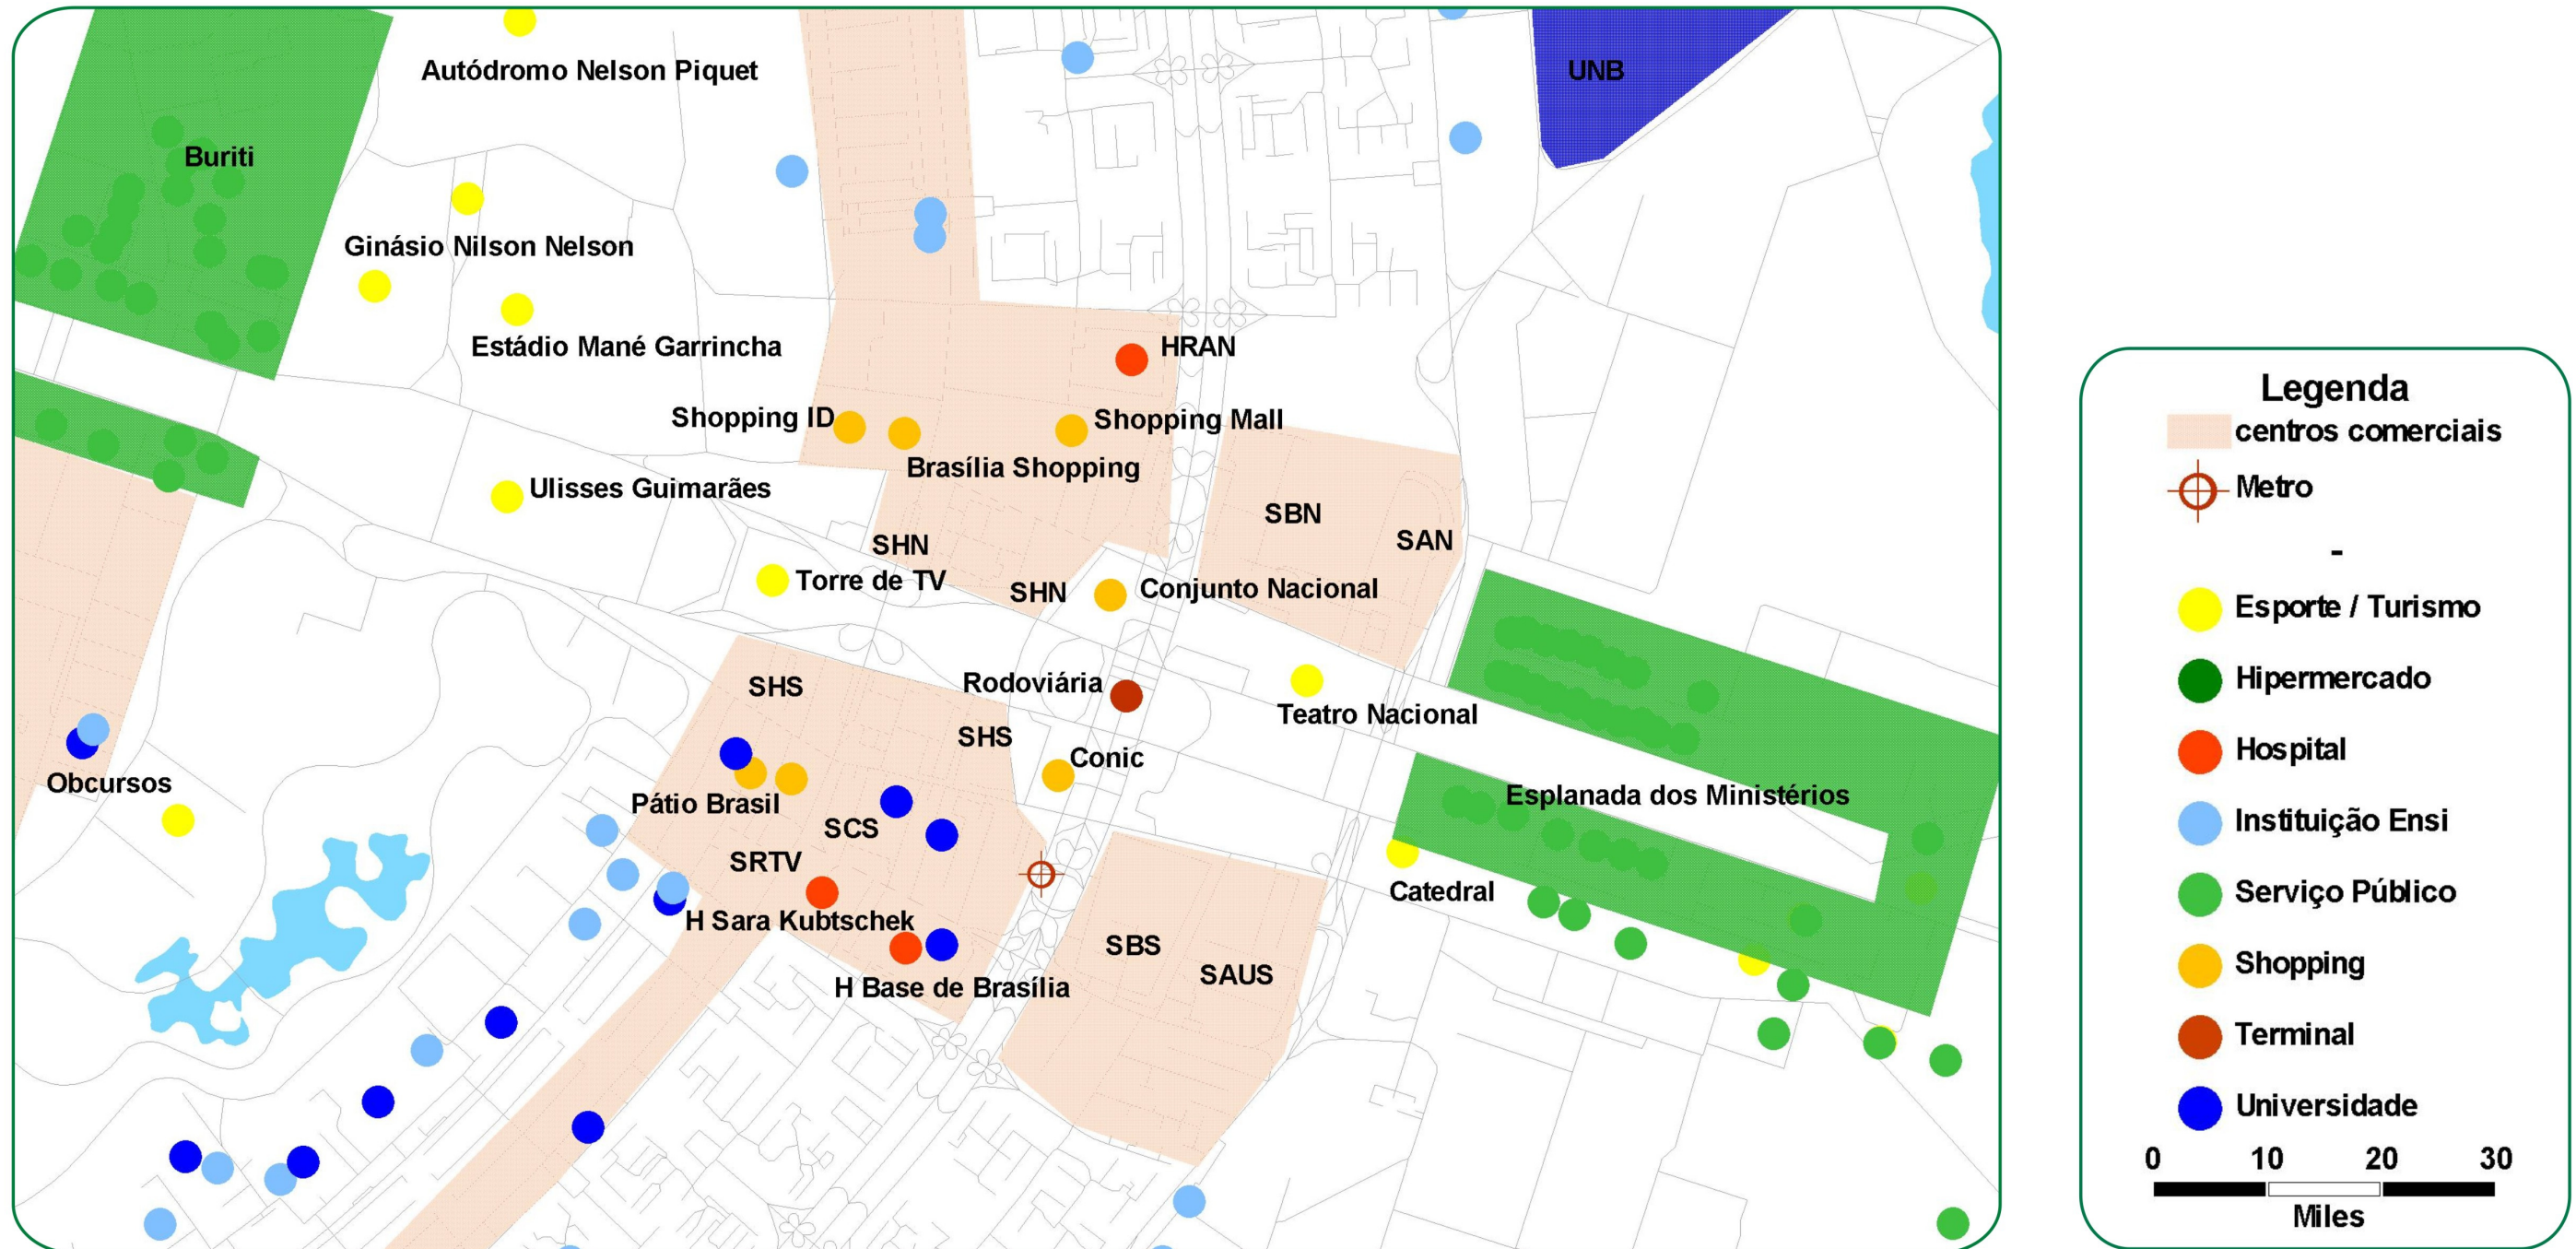 Autódromo Nelson Piquet
UNB
Buriti
Ginásio Nilson Nelson
Estádio Mané Garrincha
HRAN
Shopping ID
Shopping Mall
Brasília Shopping
Ulisses Guimarães
SBN
SAN
SHN
Torre de TV
SHN
Conjunto Nacional
SHS
Rodoviária
Teatro Nacional
SHS
Conic
Obcursos
Pátio Brasil
Esplanada dos Ministérios
SCS
SRTV
Catedral
H Sara Kubtschek
SBS
SAUS
H Base de Brasília
Legenda
centros comerciais
Metro
-
Esporte / Turismo
Hipermercado
Hospital
Instituição Ensi
Serviço Público
Shopping
Terminal
Universidade
0 10 20 30
Miles